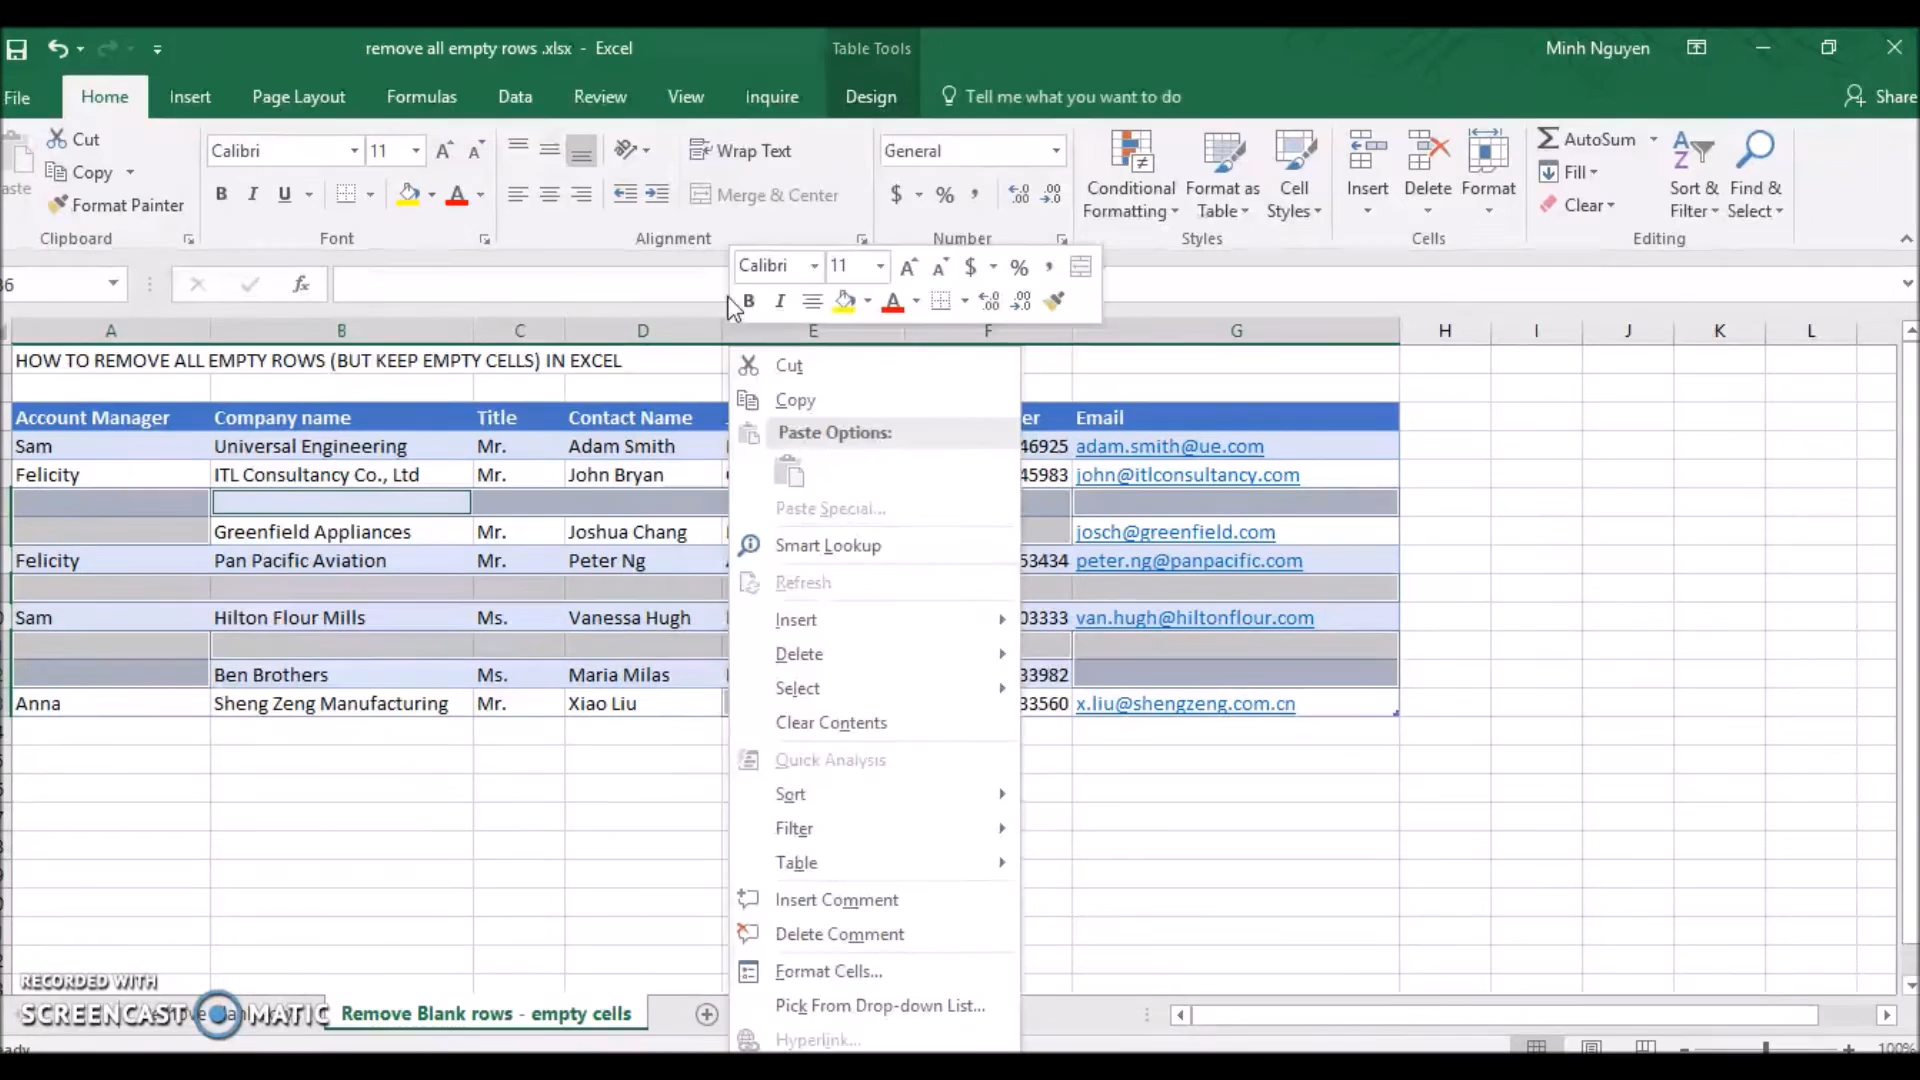 remove all empty rows .xlsx - Excel
Table Tools
Minh Nguyen
File
Home
Insert
Page Layout
Formulas
Data
Review
View
Inquire
Design
Tell me what you want to do
Share
Cut
Copy
Format Painter
Clipboard
Calibri
11
B I U
Font
Wrap Text
Merge & Center
Alignment
General
$ % ,
Number
Conditional Formatting
Format as Table
Cell Styles
Styles
Insert
Delete
Format
Cells
AutoSum
Fill
Clear
Sort & Filter
Find & Select
Editing
Calibri 11 $ % ,
B I A
fx
A B C D E F G H I J K L
HOW TO REMOVE ALL EMPTY ROWS (BUT KEEP EMPTY CELLS) IN EXCEL
Account Manager Company name Title Contact Name er Email
Sam Universal Engineering Mr. Adam Smith 46925 adam.smith@ue.com
Felicity ITL Consultancy Co., Ltd Mr. John Bryan 45983 john@itlconsultancy.com
Greenfield Appliances Mr. Joshua Chang josch@greenfield.com
Felicity Pan Pacific Aviation Mr. Peter Ng 53434 peter.ng@panpacific.com
Sam Hilton Flour Mills Ms. Vanessa Hugh 03333 van.hugh@hiltonflour.com
Ben Brothers Ms. Maria Milas 33982
Anna Sheng Zeng Manufacturing Mr. Xiao Liu 33560 x.liu@shengzeng.com.cn
Cut
Copy
Paste Options:
Paste Special...
Smart Lookup
Refresh
Insert
Delete
Select
Clear Contents
Quick Analysis
Sort
Filter
Table
Insert Comment
Delete Comment
Format Cells...
Pick From Drop-down List...
Hyperlink...
RECORDED WITH
SCREENCAST MATIC
Remove Blank rows - empty cells
100%